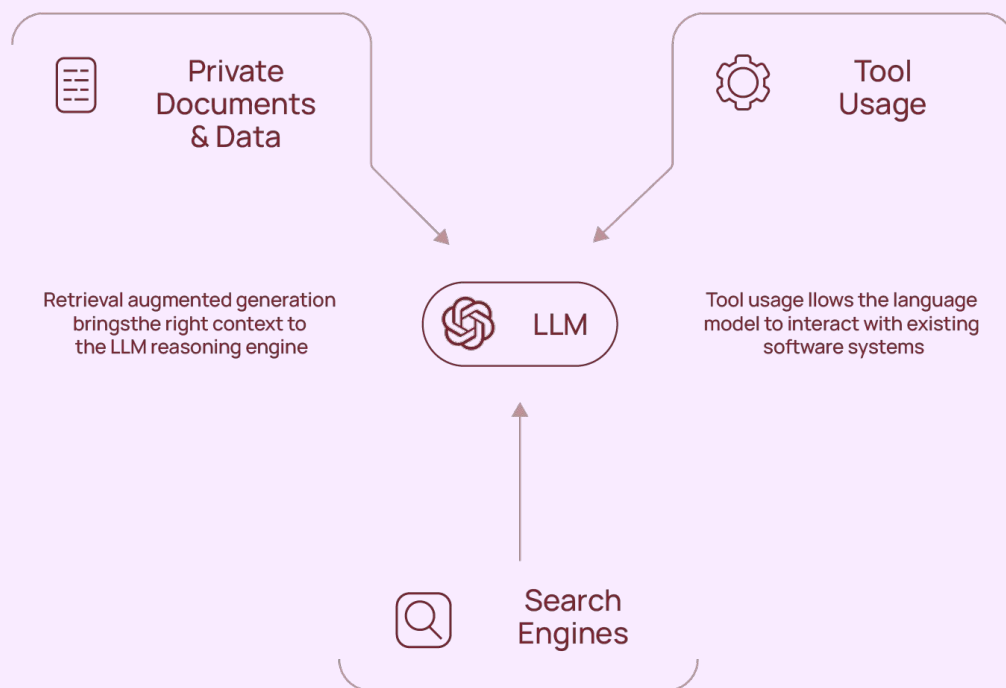 Private
Documents
& Data
Tool
Usage
Retrieval augmented generation
bringsthe right context to
the LLM reasoning engine
LLM
Tool usage llows the language
model to interact with existing
software systems
Search
Engines